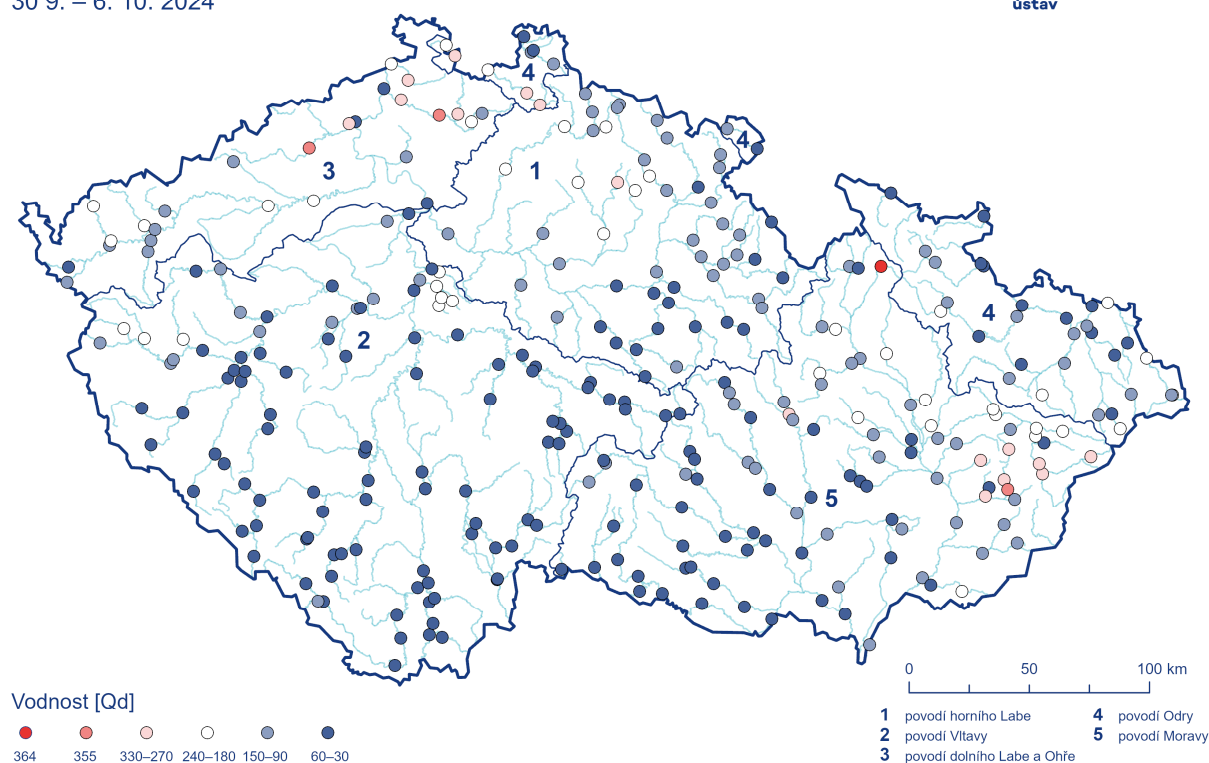 30 9. – 6. 10. 2024
ústav
4
4
3
1
4
2
5
0 50 100 km
Vodnost [Qd]
364 355 330–270 240–180 150–90 60–30
1 povodí horního Labe
2 povodí Vltavy
3 povodí dolního Labe a Ohře
4 povodí Odry
5 povodí Moravy